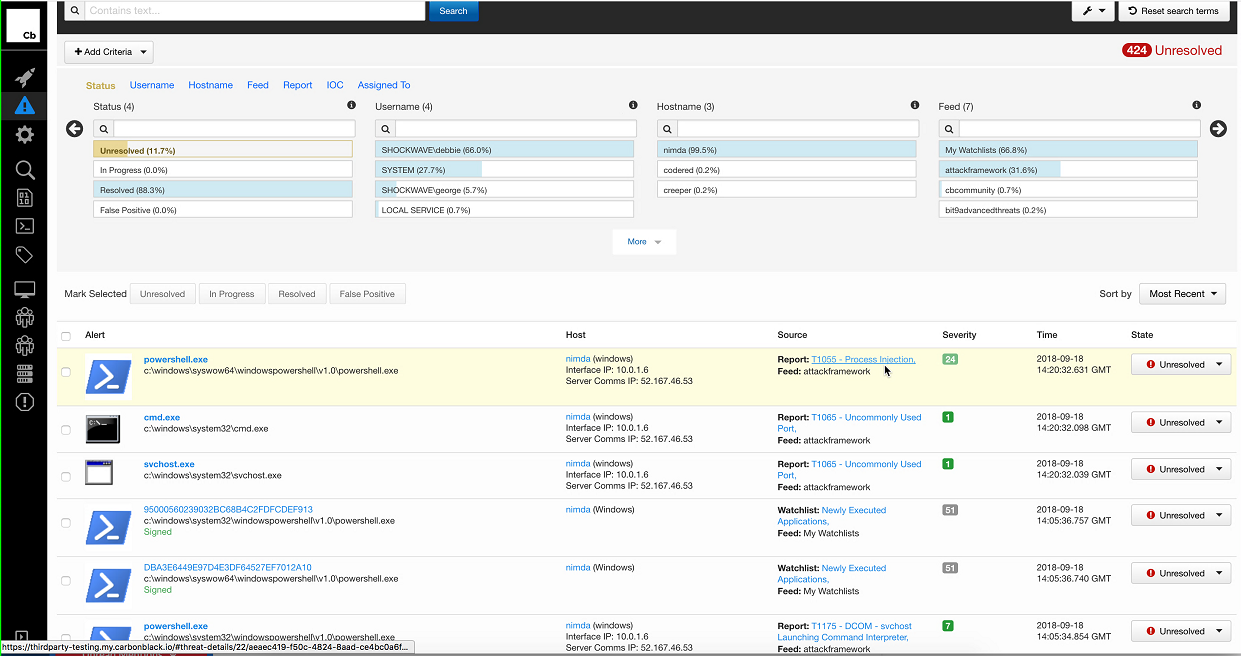 Cb
Contains text...
Search
Reset search terms
Add Criteria
424 Unresolved
Status Username Hostname Feed Report IOC Assigned To
Status (4) Username (4) Hostname (3) Feed (7)
Unresolved (11.7%) SHOCKWAVE\debbie (66.0%) nimda (99.5%) My Watchlists (66.8%)
In Progress (0.0%) SYSTEM (27.7%) codered (0.2%) attackframework (31.6%)
Resolved (88.3%) SHOCKWAVE\george (5.7%) creeper (0.2%) cbcommunity (0.7%)
False Positive (0.0%) LOCAL SERVICE (0.7%) bit9advancedthreats (0.2%)
More
Mark Selected Unresolved In Progress Resolved False Positive Sort by Most Recent
Alert Host Source Severity Time State
powershell.exe nimda (windows) Report: T1055 - Process Injection, 24 2018-09-18 Unresolved
c:\windows\syswow64\windowspowershell\v1.0\powershell.exe Interface IP: 10.0.1.6 Feed: attackframework 14:20:32.631 GMT
Server Comms IP: 52.167.46.53
cmd.exe nimda (windows) Report: T1065 - Uncommonly Used 1 2018-09-18 Unresolved
c:\windows\system32\cmd.exe Interface IP: 10.0.1.6 Port, 14:20:32.098 GMT
Server Comms IP: 52.167.46.53 Feed: attackframework
svchost.exe nimda (windows) Report: T1065 - Uncommonly Used 1 2018-09-18 Unresolved
c:\windows\system32\svchost.exe Interface IP: 10.0.1.6 Port, 14:20:32.039 GMT
Server Comms IP: 52.167.46.53 Feed: attackframework
95000560239032BC68B4C2FDFCDEF913 nimda (Windows) Watchlist: Newly Executed 51 2018-09-18 Unresolved
c:\windows\system32\windowspowershell\v1.0\powershell.exe Applications, 14:05:36.757 GMT
Signed Feed: My Watchlists
DBA3E6449E97D4E3DF64527EF7012A10 nimda (Windows) Watchlist: Newly Executed 51 2018-09-18 Unresolved
c:\windows\syswow64\windowspowershell\v1.0\powershell.exe Applications, 14:05:36.740 GMT
Signed Feed: My Watchlists
powershell.exe nimda (windows) Report: T1175 - DCOM - svchost 7 2018-09-18 Unresolved
c:\windows\system32\windowspowershell\v1.0\powershell.exe Interface IP: 10.0.1.6 Launching Command Interpreter, 14:05:34.854 GMT
Server Comms IP: 52.167.46.53 Feed: attackframework
https://thirdparty-testing.my.carbonblack.io/#threat-details/22/aeaec419-f50c-4824-8aad-ce4bc0a6f...